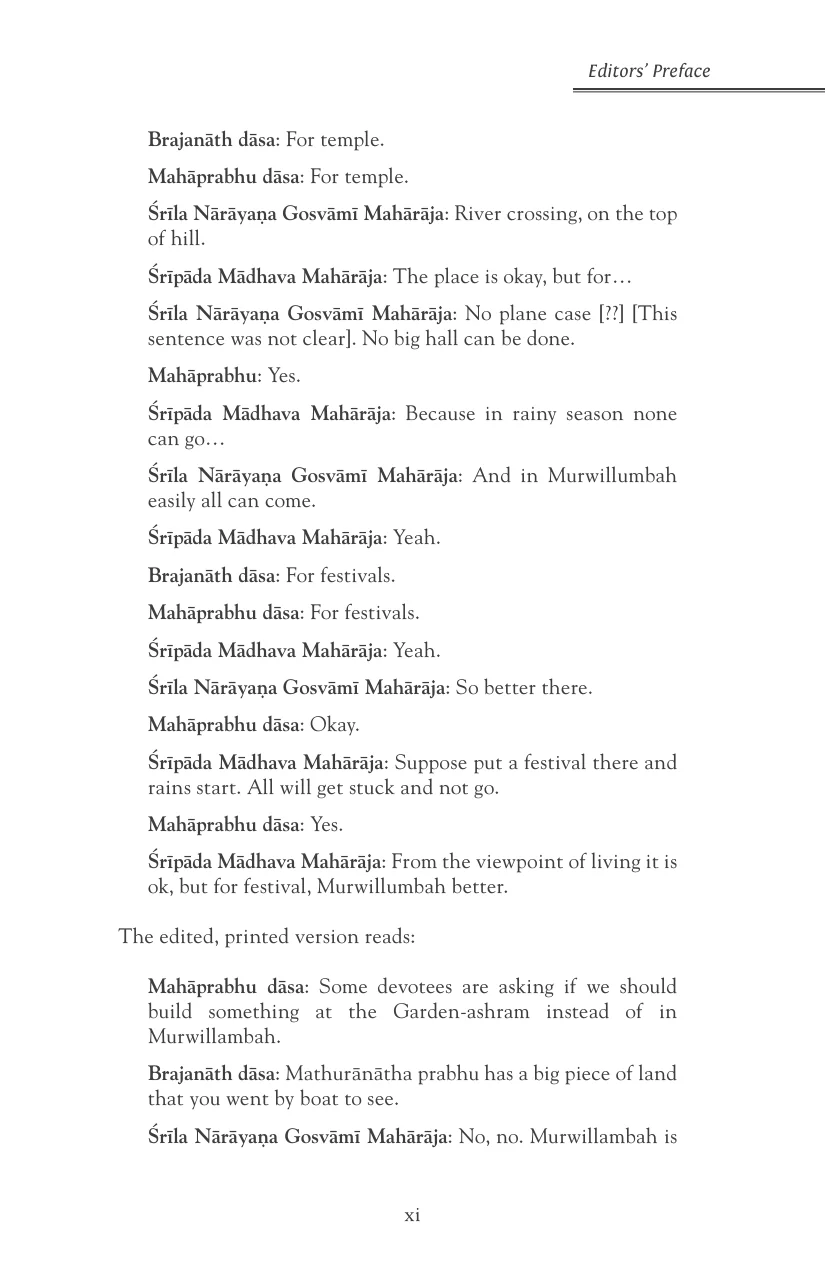 Editors’ Preface
Brajanāth dāsa: For temple.
Mahāprabhu dāsa: For temple.
Śrīla Nārāyaṇa Gosvāmī Mahārāja: River crossing, on the top
of hill.
Śrīpāda Mādhava Mahārāja: The place is okay, but for…
Śrīla Nārāyaṇa Gosvāmī Mahārāja: No plane case [??] [This
sentence was not clear]. No big hall can be done.
Mahāprabhu: Yes.
Śrīpāda Mādhava Mahārāja: Because in rainy season none
can go…
Śrīla Nārāyaṇa Gosvāmī Mahārāja: And in Murwillumbah
easily all can come.
Śrīpāda Mādhava Mahārāja: Yeah.
Brajanāth dāsa: For festivals.
Mahāprabhu dāsa: For festivals.
Śrīpāda Mādhava Mahārāja: Yeah.
Śrīla Nārāyaṇa Gosvāmī Mahārāja: So better there.
Mahāprabhu dāsa: Okay.
Śrīpāda Mādhava Mahārāja: Suppose put a festival there and
rains start. All will get stuck and not go.
Mahāprabhu dāsa: Yes.
Śrīpāda Mādhava Mahārāja: From the viewpoint of living it is
ok, but for festival, Murwillumbah better.
The edited, printed version reads:
Mahāprabhu dāsa: Some devotees are asking if we should
build something at the Garden-ashram instead of in
Murwillambah.
Brajanāth dāsa: Mathurānātha prabhu has a big piece of land
that you went by boat to see.
Śrīla Nārāyaṇa Gosvāmī Mahārāja: No, no. Murwillambah is
xi